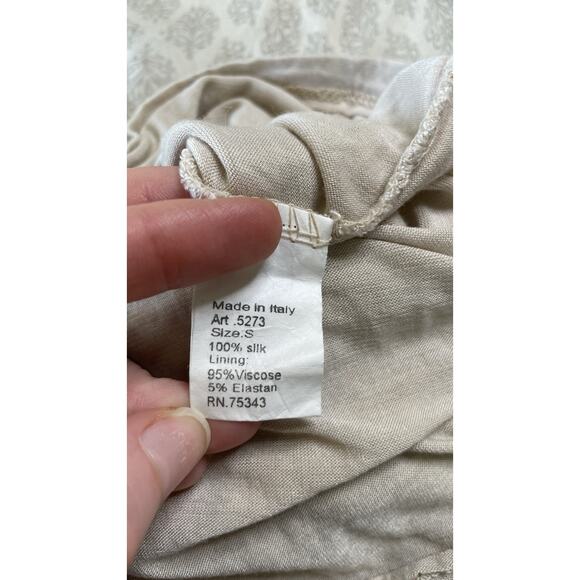 Made in Italy
Art .5273
Size.S
100% silk
Lining:
95%Viscose
5% Elastan
RN.75343